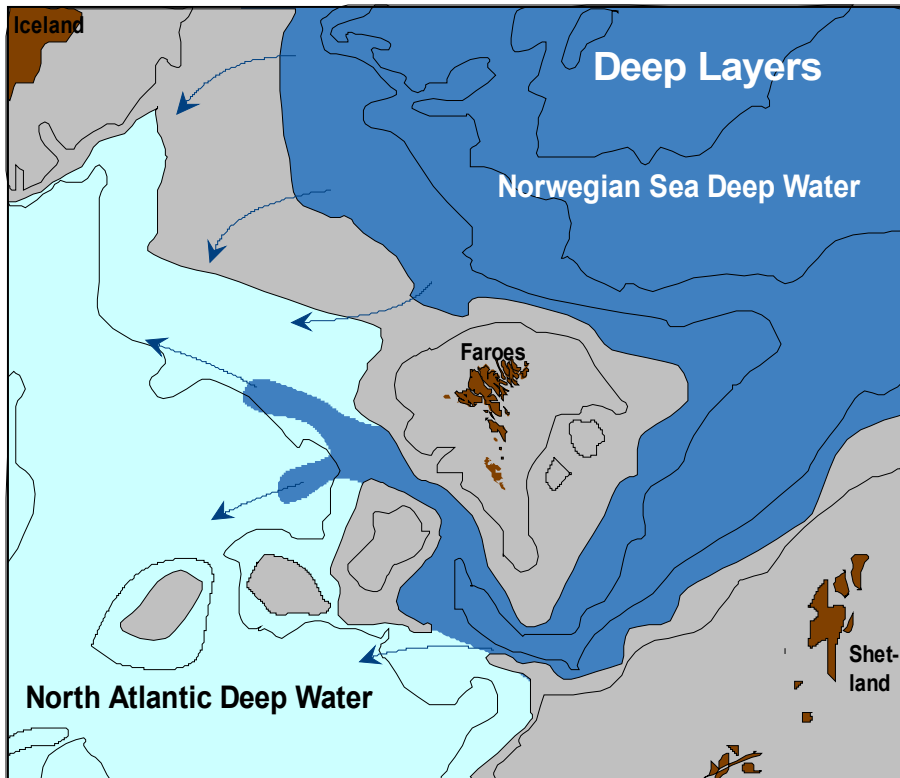 Iceland
Deep Layers
Norwegian Sea Deep Water
Faroes
Shet-
land
North Atlantic Deep Water